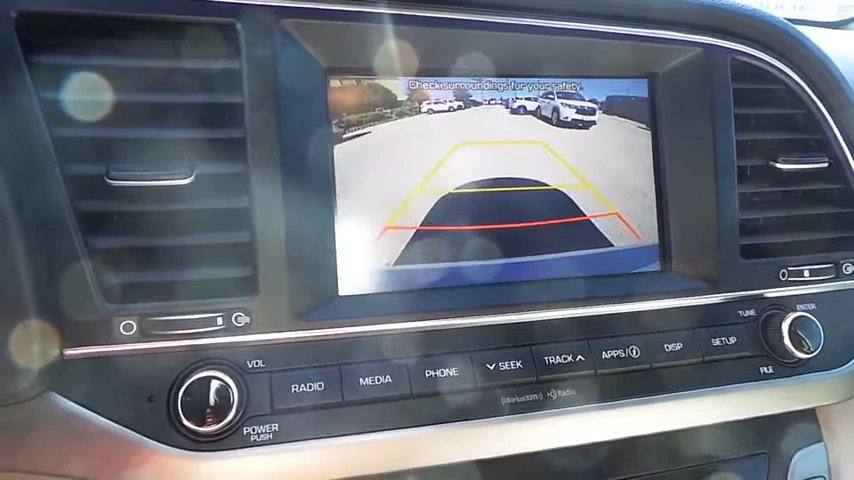 Check surroundings for your safety
VOL
RADIO
MEDIA
PHONE
SEEK
TRACK
APPS
DISP
SETUP
TUNE
ENTER
FILE
POWER
PUSH
(SiriusXM)
HD Radio